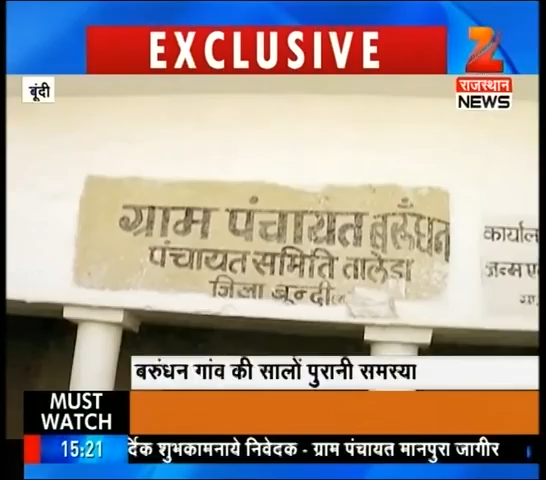 EXCLUSIVE
बूंदी
राजस्थान
NEWS
ग्राम पंचायत बरूँधन
पंचायत समिति तालेड़ा
जिला बून्दी
कार्याल
जन्म ए
बरुंधन गांव की सालों पुरानी समस्या
MUST
WATCH
15:21
र्दिक शुभकामनाये निवेदक - ग्राम पंचायत मानपुरा जागीर